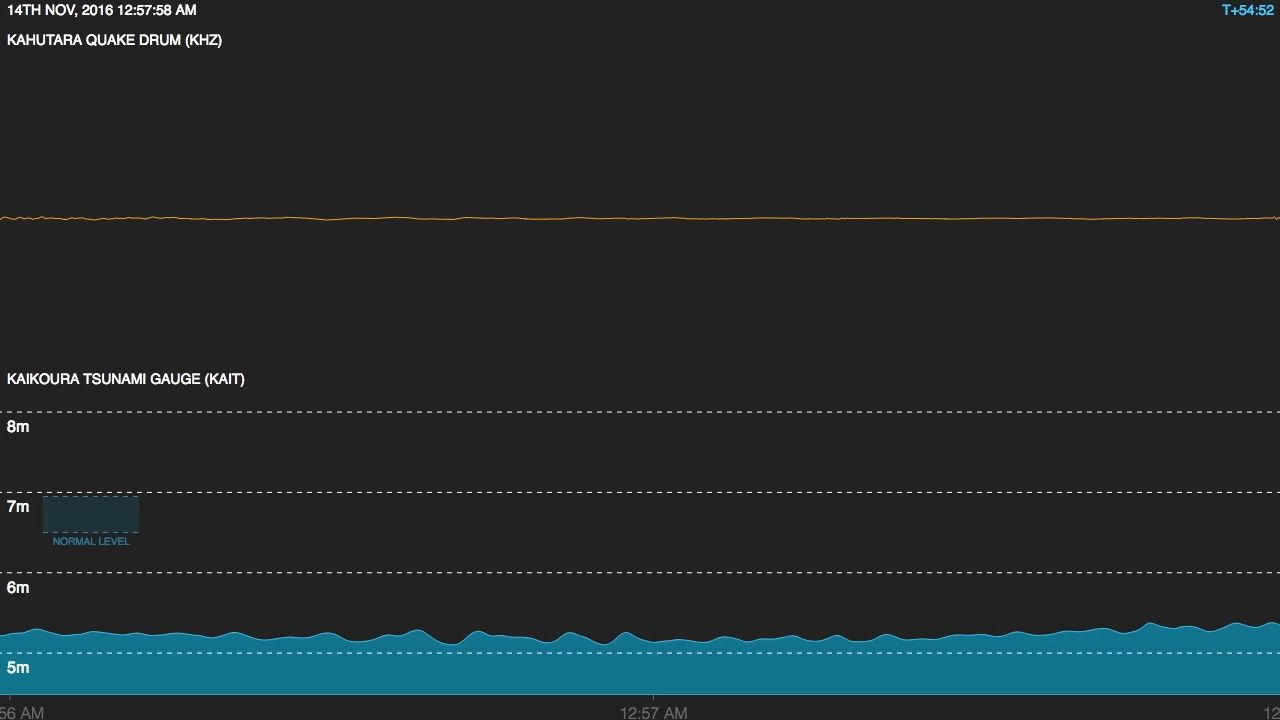 14TH NOV, 2016 12:57:58 AM
T+54:52
KAHUTARA QUAKE DRUM (KHZ)
KAIKOURA TSUNAMI GAUGE (KAIT)
8m
7m
NORMAL LEVEL
6m
5m
56 AM
12:57 AM
12